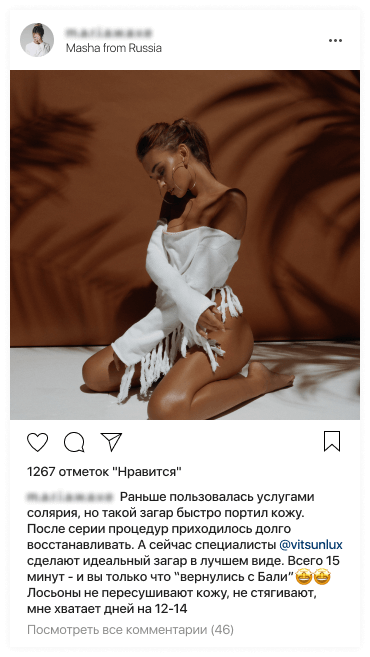 Masha from Russia
1267 отметок "Нравится"
Раньше пользовалась услугами
солярия, но такой загар быстро портил кожу.
После серии процедур приходилось долго
восстанавливать. А сейчас специалисты @vitsunlux
сделают идеальный загар в лучшем виде. Всего 15
минут - и вы только что “вернулись с Бали”🤩🤩
Лосьоны не пересушивают кожу, не стягивают,
мне хватает дней на 12-14
Посмотреть все комментарии (46)